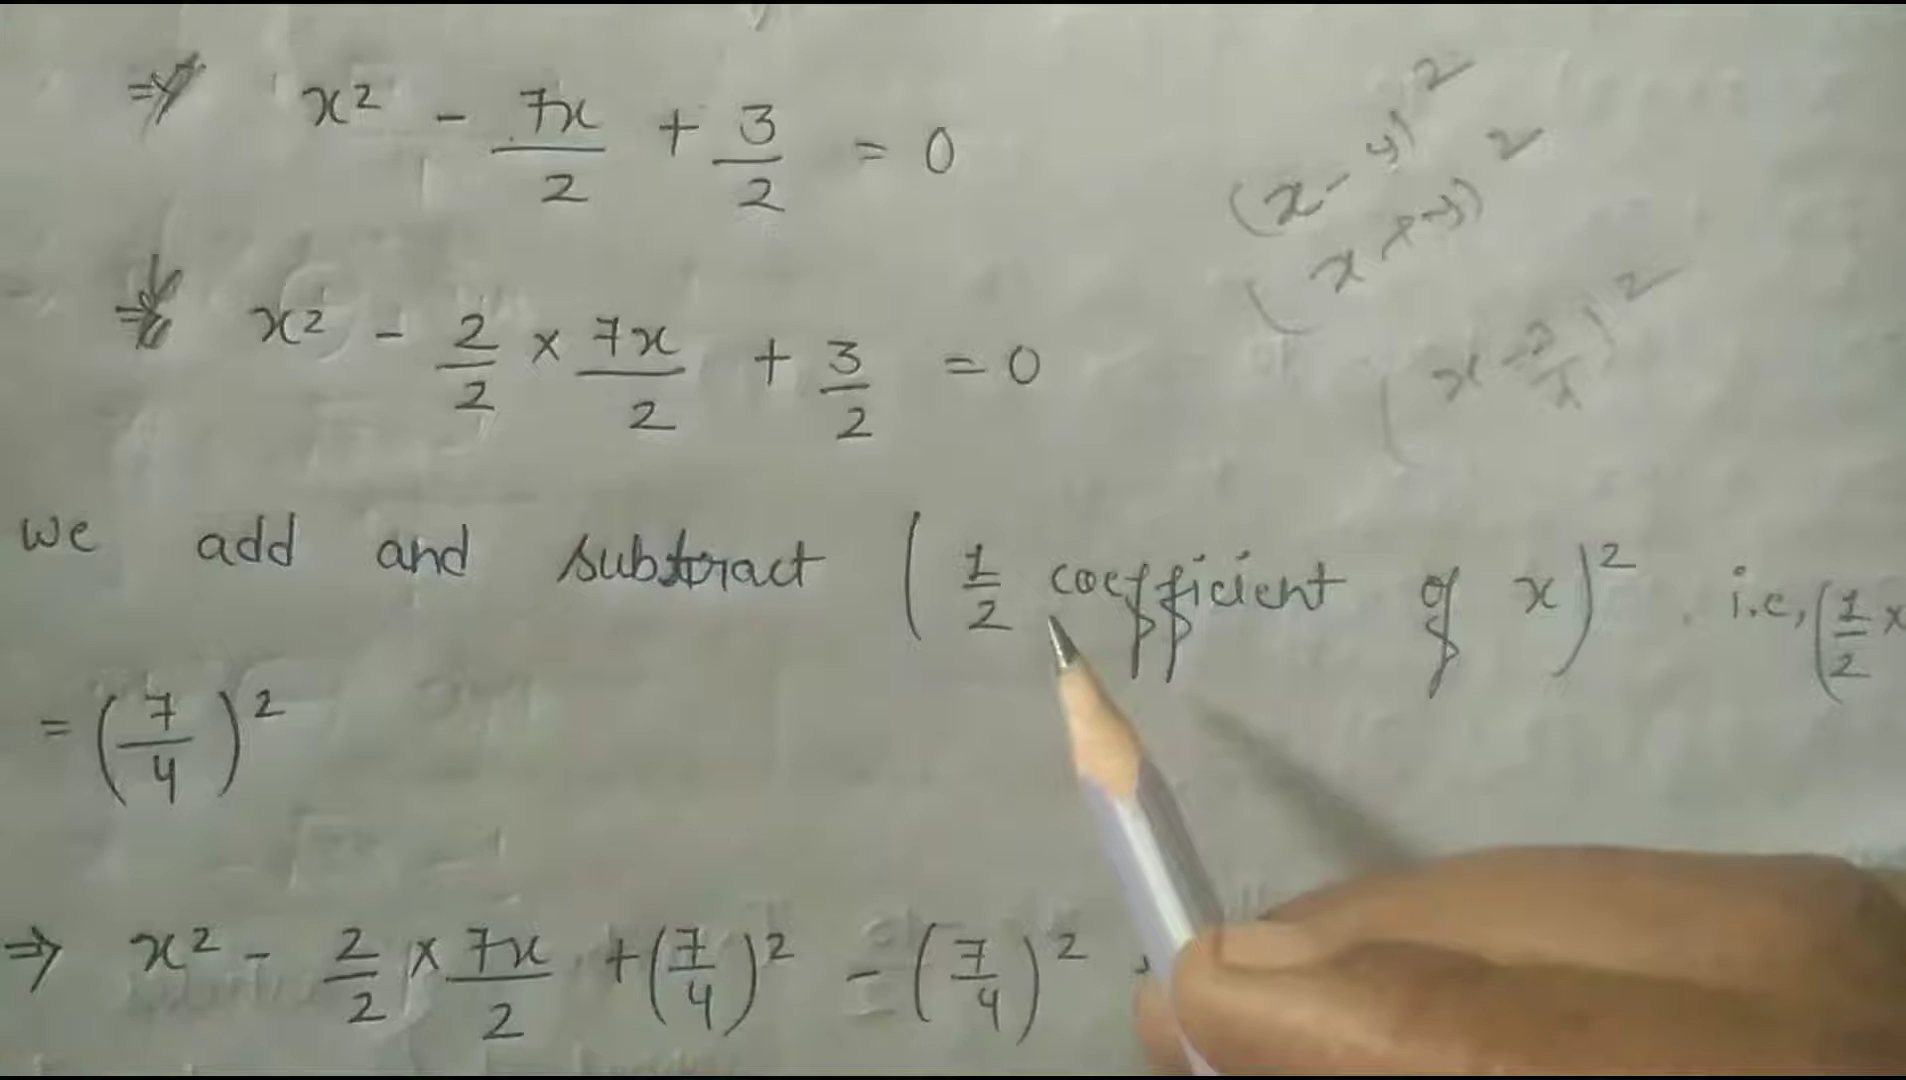 ⇒ x² - 7x/2 + 3/2 = 0
⇒ x² - 2/2 × 7x/2 + 3/2 = 0
we add and subtract (1/2 coefficient of x)² i.e, (1/2 ×
= (7/4)²
⇒ x² - 2/2 × 7x/2 + (7/4)² - (7/4)²
(x - y)²